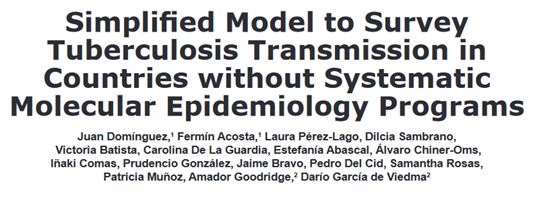 Simplified Model to Survey
Tuberculosis Transmission in
Countries without Systematic
Molecular Epidemiology Programs
Juan Domínguez,¹ Fermín Acosta,¹ Laura Pérez-Lago, Dilcia Sambrano,
Victoria Batista, Carolina De La Guardia, Estefanía Abascal, Álvaro Chiner-Oms,
Iñaki Comas, Prudencio González, Jaime Bravo, Pedro Del Cid, Samantha Rosas,
Patricia Muñoz, Amador Goodridge,² Darío García de Viedma²